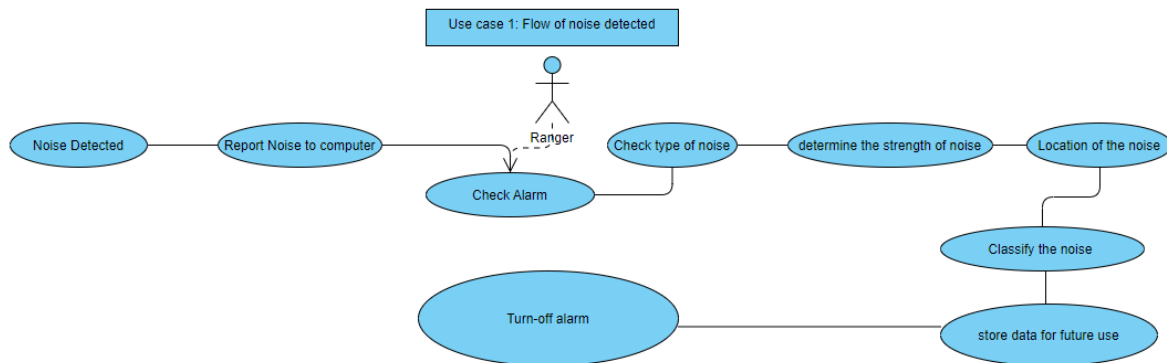 Use case 1: Flow of noise detected
Ranger
Noise Detected
Report Noise to computer
Check Alarm
Check type of noise
determine the strength of noise
Location of the noise
Classify the noise
store data for future use
Turn-off alarm